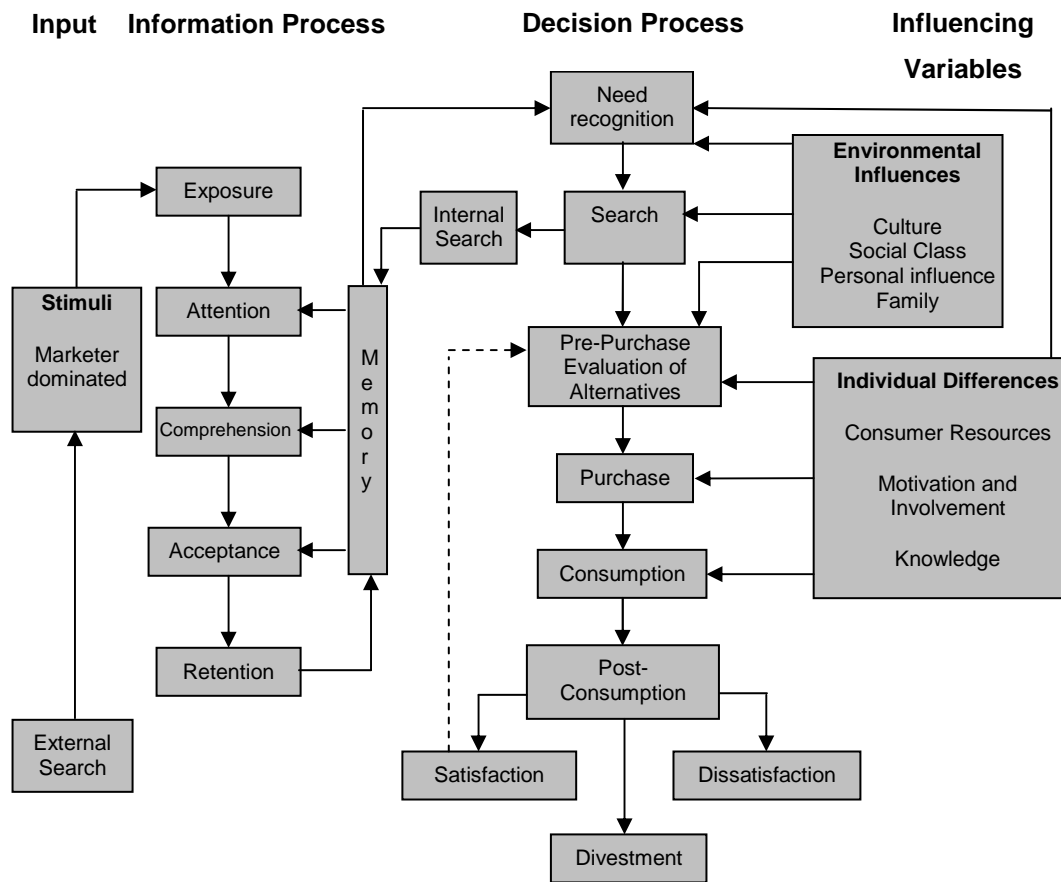 Input
Information Process
Decision Process
Influencing
Variables
Need
recognition
Environmental
Influences
Culture
Social Class
Personal influence
Family
Exposure
Internal
Search
Search
Stimuli
Marketer
dominated
Attention
M
e
m
o
r
y
Pre-Purchase
Evaluation of
Alternatives
Individual Differences
Consumer Resources
Motivation and
Involvement
Knowledge
Comprehension
Purchase
Acceptance
Consumption
Retention
Post-
Consumption
External
Search
Satisfaction
Dissatisfaction
Divestment